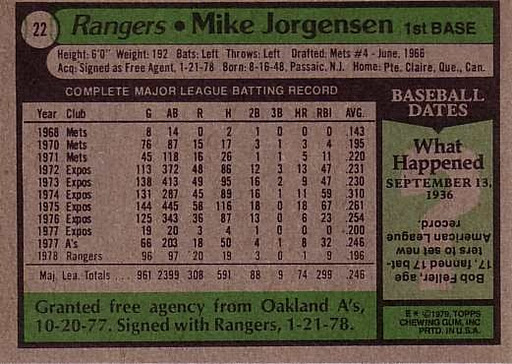 22
Rangers • Mike Jorgensen 1st BASE
Height: 6'0" Weight: 192 Bats: Left Throws: Left Drafted: Mets #4 - June, 1966
Acq: Signed as Free Agent, 1-21-78 Born: 8-16-48, Passaic, N.J. Home: Pte. Claire, Que., Can.
COMPLETE MAJOR LEAGUE BATTING RECORD
Year Club G AB R H 2B 3B HR RBI AVG.
1968 Mets 8 14 0 2 1 0 0 0 .143
1970 Mets 76 87 15 17 3 1 3 4 .195
1971 Mets 45 118 16 26 1 1 5 11 .220
1972 Expos 113 372 48 86 12 3 13 47 .231
1973 Expos 138 413 49 95 16 2 9 47 .230
1974 Expos 131 287 45 89 16 1 11 59 .310
1975 Expos 144 445 58 116 18 0 18 67 .261
1976 Expos 125 343 36 87 13 0 6 23 .254
1977 Expos 19 20 3 4 1 0 0 0 .200
1977 A's 66 203 18 50 4 1 8 32 .246
1978 Rangers 96 97 20 19 3 0 1 9 .196
Maj. Lea. Totals .... 961 2399 308 591 88 9 74 299 .246
Granted free agency from Oakland A's,
10-20-77. Signed with Rangers, 1-21-78.
BASEBALL
DATES
What
Happened
SEPTEMBER 13,
1936
Bob Feller, age,
17, fanned 17 bat-
ters to set new
American League
record.
E* ©1979, TOPPS
CHEWING GUM, INC
PRTD. IN U.S.A.